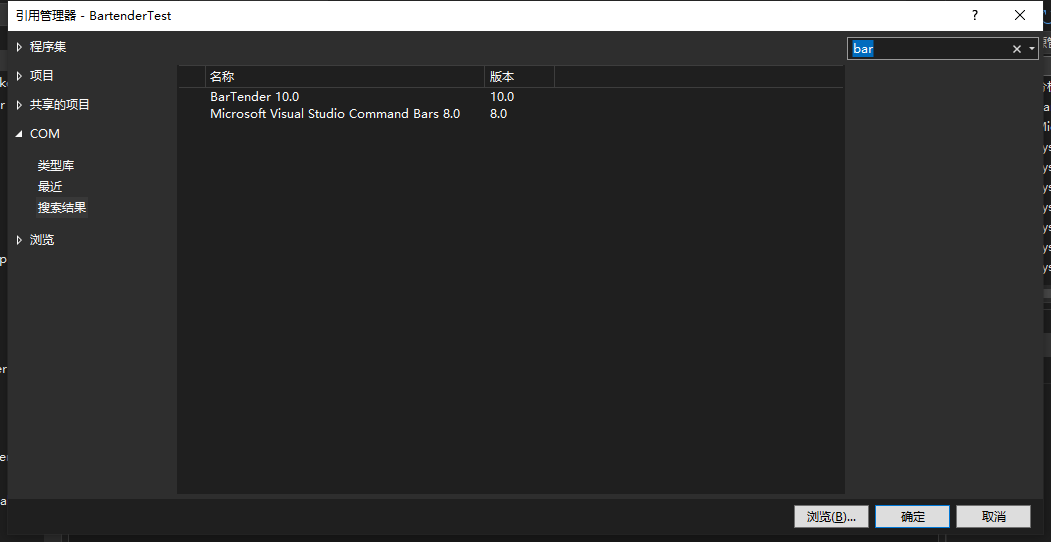 引用管理器 - BartenderTest
?
程序集
bar
项目
名称 版本
BarTender 10.0 10.0
共享的项目
Microsoft Visual Studio Command Bars 8.0 8.0
COM
类型库
最近
搜索结果
浏览
浏览(B)...
确定
取消